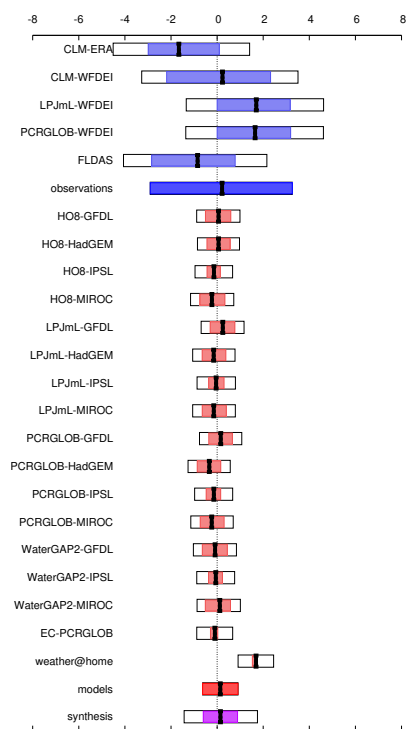 -8 -6 -4 -2 0 2 4 6 8
CLM-ERA
CLM-WFDEI
LPJmL-WFDEI
PCRGLOB-WFDEI
FLDAS
observations
HO8-GFDL
HO8-HadGEM
HO8-IPSL
HO8-MIROC
LPJmL-GFDL
LPJmL-HadGEM
LPJmL-IPSL
LPJmL-MIROC
PCRGLOB-GFDL
PCRGLOB-HadGEM
PCRGLOB-IPSL
PCRGLOB-MIROC
WaterGAP2-GFDL
WaterGAP2-IPSL
WaterGAP2-MIROC
EC-PCRGLOB
weather@home
models
synthesis
-8 -6 -4 -2 0 2 4 6 8